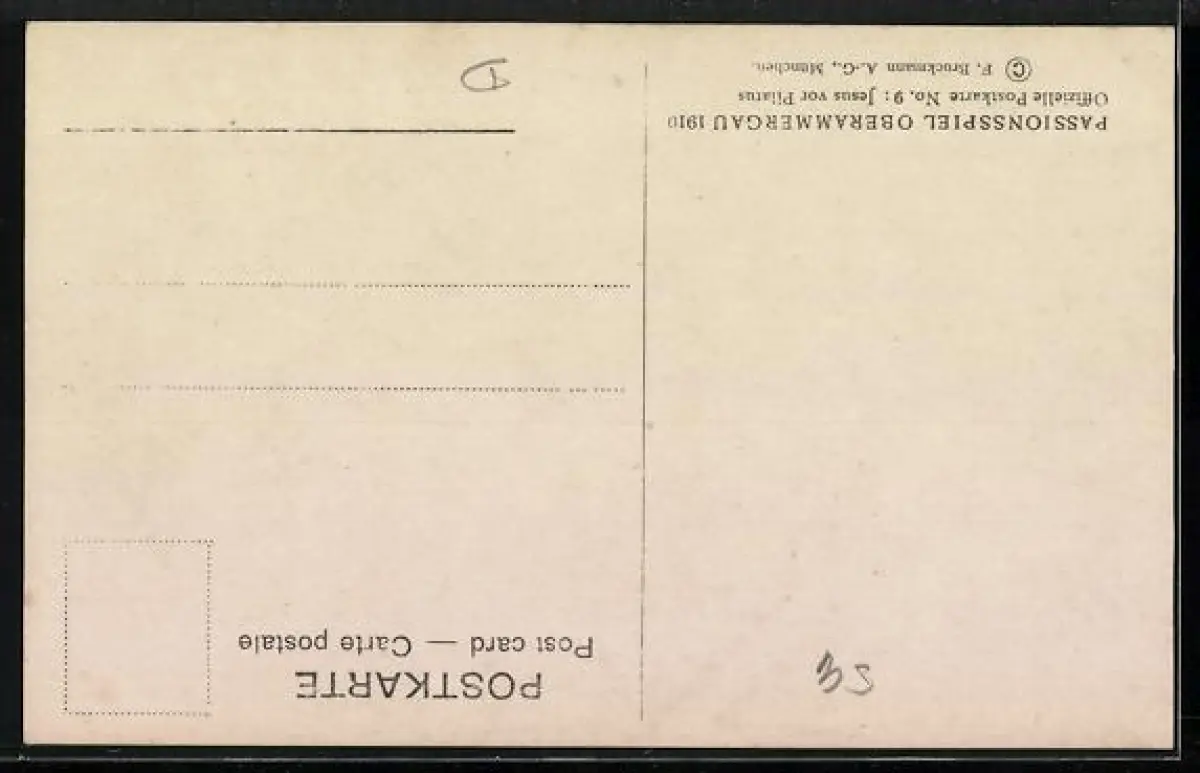 POSTKARTE
Post card — Carte postale
PASSIONSSPIEL OBERAMMERGAU 1910
Offizielle Postkarte No. 9: Jesus vor Pilatus
© F. Bruckmann A.-G., München.